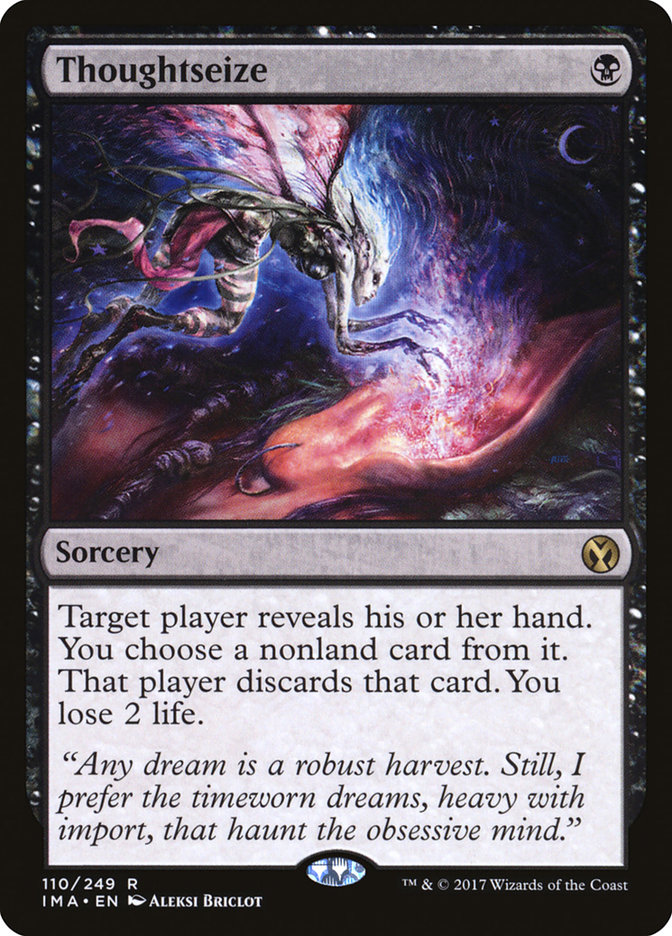 Thoughtseize
Sorcery
Target player reveals his or her hand.
You choose a nonland card from it.
That player discards that card. You
lose 2 life.
“Any dream is a robust harvest. Still, I
prefer the timeworn dreams, heavy with
import, that haunt the obsessive mind.”
110/249 R
IMA • EN ALEKSI BRICLOT
™ & © 2017 Wizards of the Coast